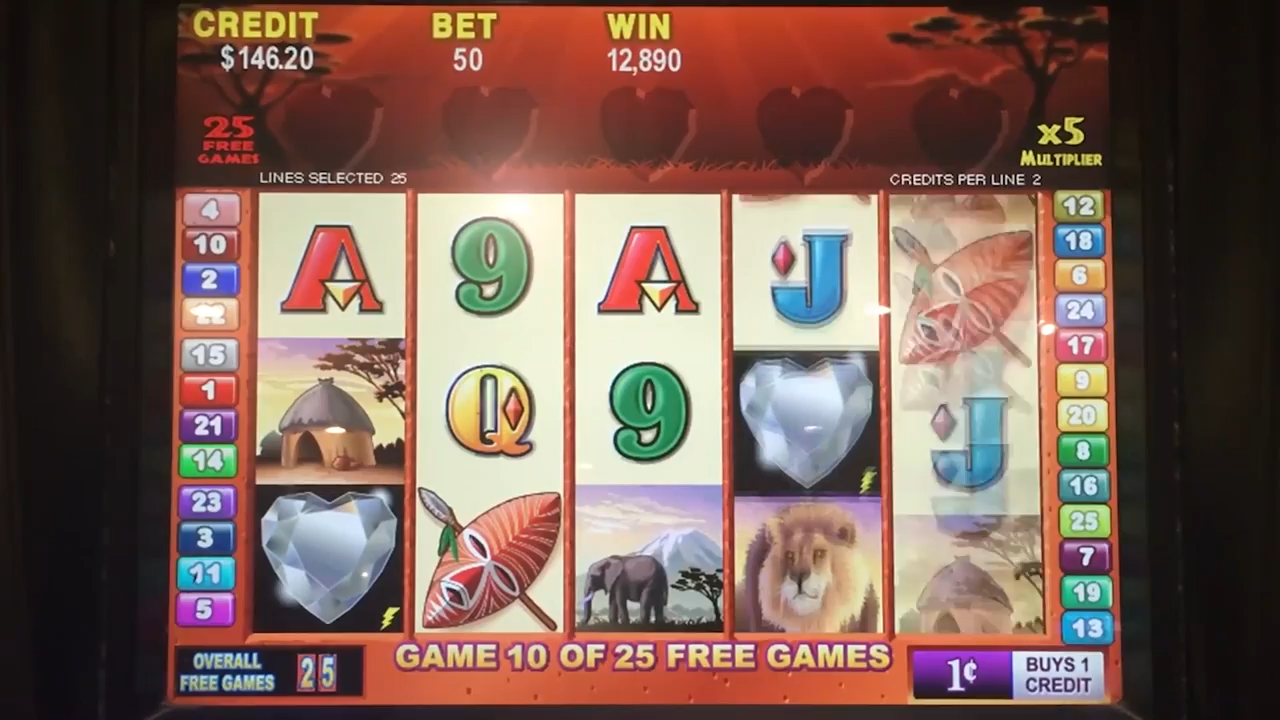 CREDIT BET WIN
$146.20 50 12,890
25 x5
FREE MULTIPLIER
GAMES
LINES SELECTED 25 CREDITS PER LINE 2
4 12
10 18
2 6
22 24
15 17
1 9
21 20
14 8
23 16
3 25
11 7
5 19
13
A 9 A J
Q 9 J
GAME 10 OF 25 FREE GAMES
OVERALL
FREE GAMES 25
1¢ BUYS 1
CREDIT